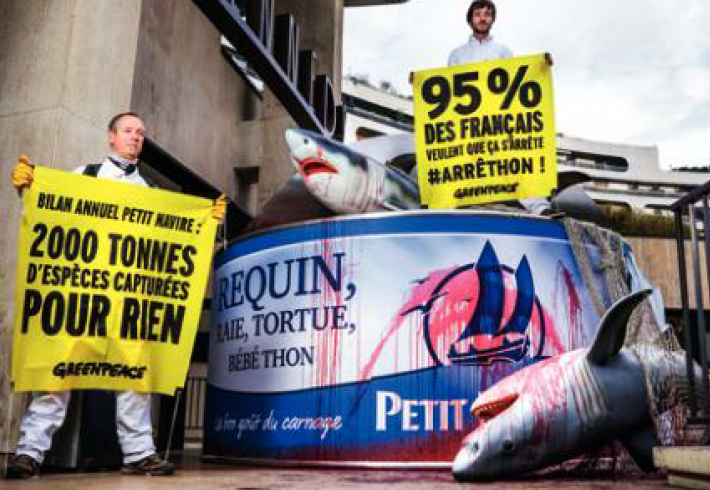 BILAN ANNUEL PETIT NAVIRE :
2000 TONNES
D'ESPÈCES CAPTURÉES
POUR RIEN
GREENPEACE
95%
DES FRANÇAIS
VEULENT QUE ÇA S'ARRÊTE
#ARRÊTHON !
GREENPEACE
REQUIN,
RAIE, TORTUE,
BÉBÉ THON
PETIT
Le bon goût du carnage